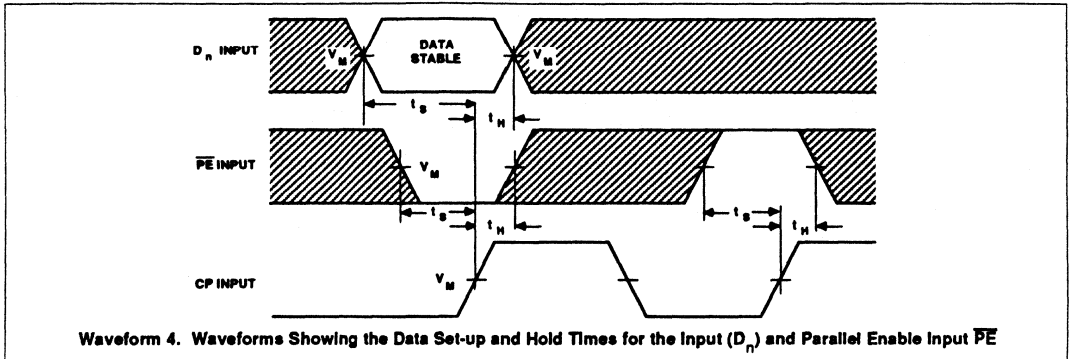 Dn INPUT
VM
DATA
STABLE
VM
tS
tH
PE INPUT
VM
tS
tH
tS
tH
CP INPUT
VM
Waveform 4. Waveforms Showing the Data Set-up and Hold Times for the Input (Dn) and Parallel Enable Input PE